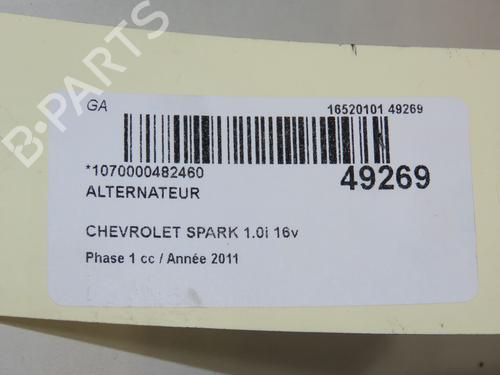 B-PARTS
GA
16520101 49269
*1070000482460
49269
ALTERNATEUR
CHEVROLET SPARK 1.0i 16v
Phase 1 cc / Année 2011